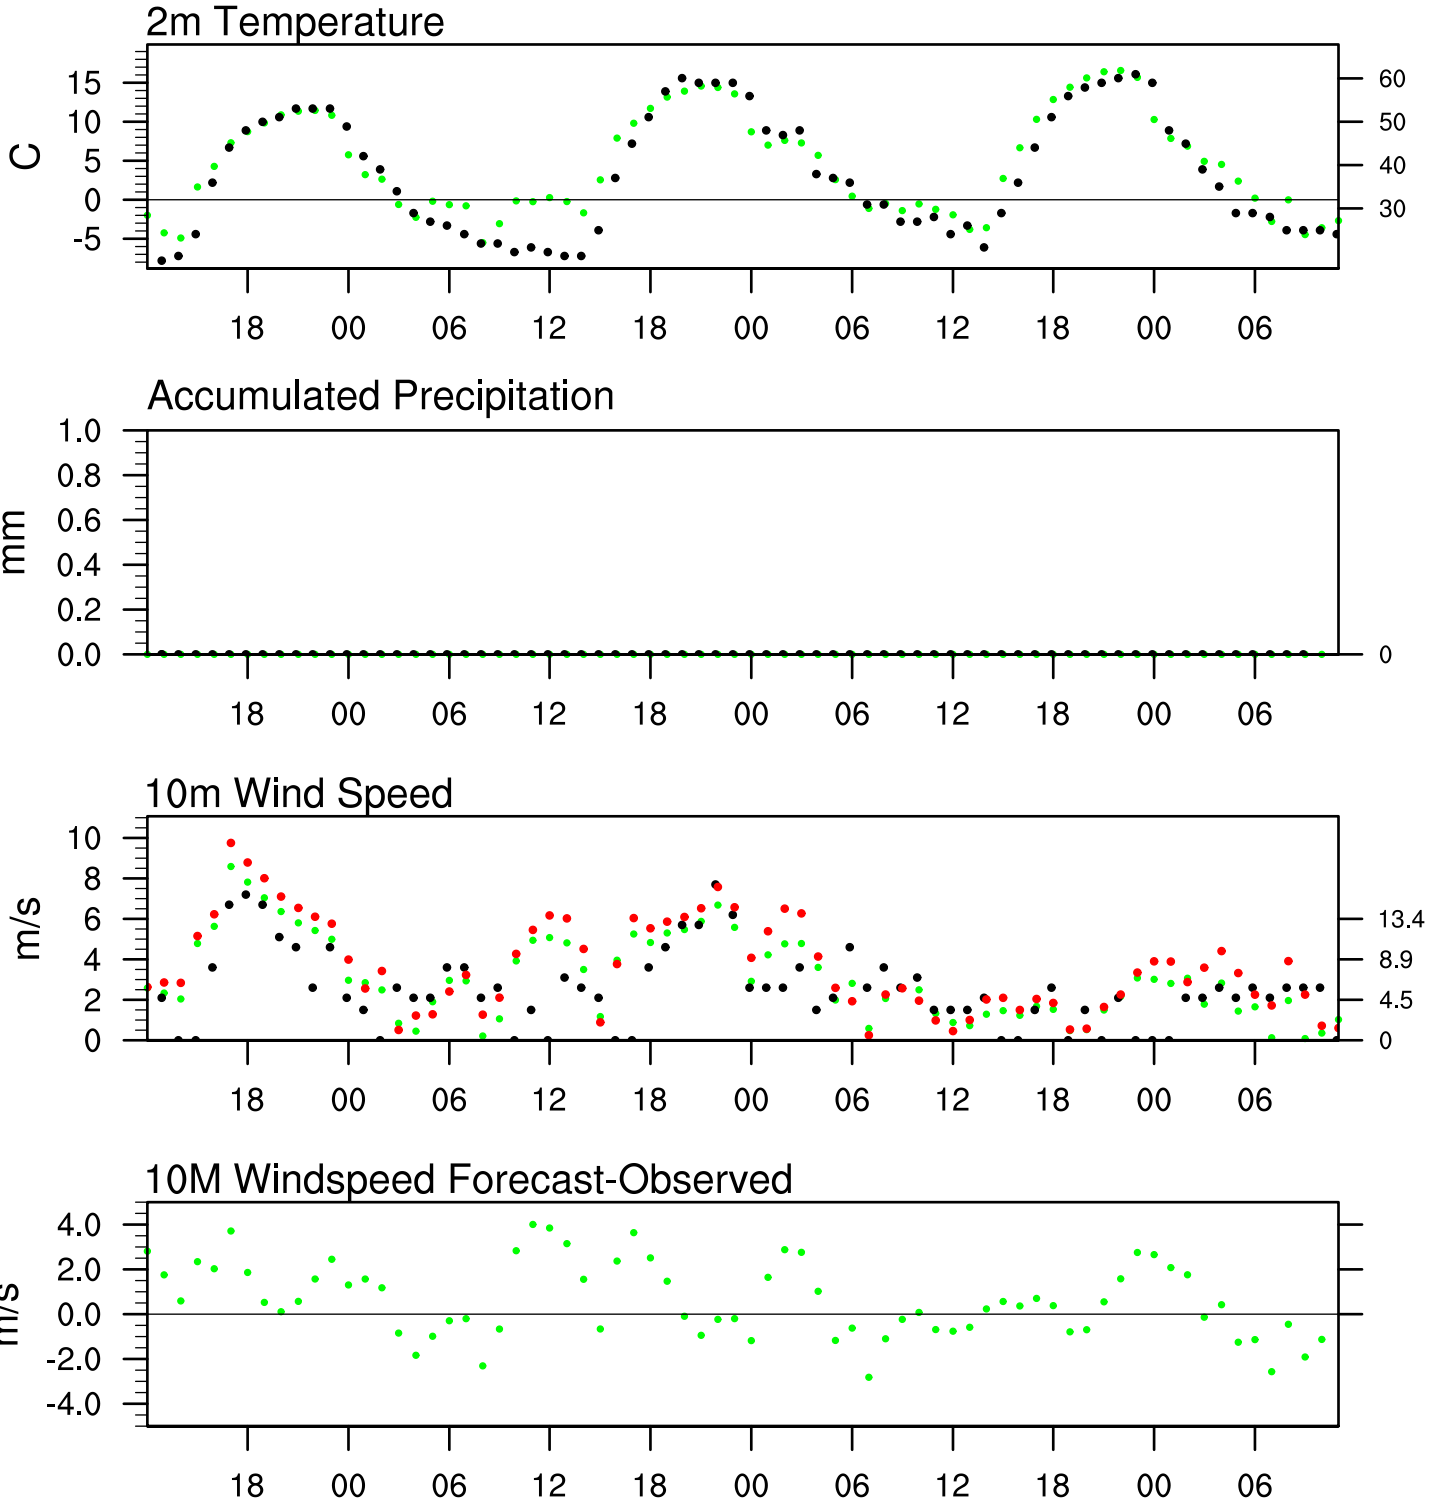 2m Temperature
15
10
5
0
-5
C
60
50
40
30
18 00 06 12 18 00 06 12 18 00 06
Accumulated Precipitation
1.0
0.8
0.6
0.4
0.2
0.0
mm
0
18 00 06 12 18 00 06 12 18 00 06
10m Wind Speed
10
8
6
4
2
0
m/s
13.4
8.9
4.5
0
18 00 06 12 18 00 06 12 18 00 06
10M Windspeed Forecast-Observed
4.0
2.0
0.0
-2.0
-4.0
m/s
18 00 06 12 18 00 06 12 18 00 06